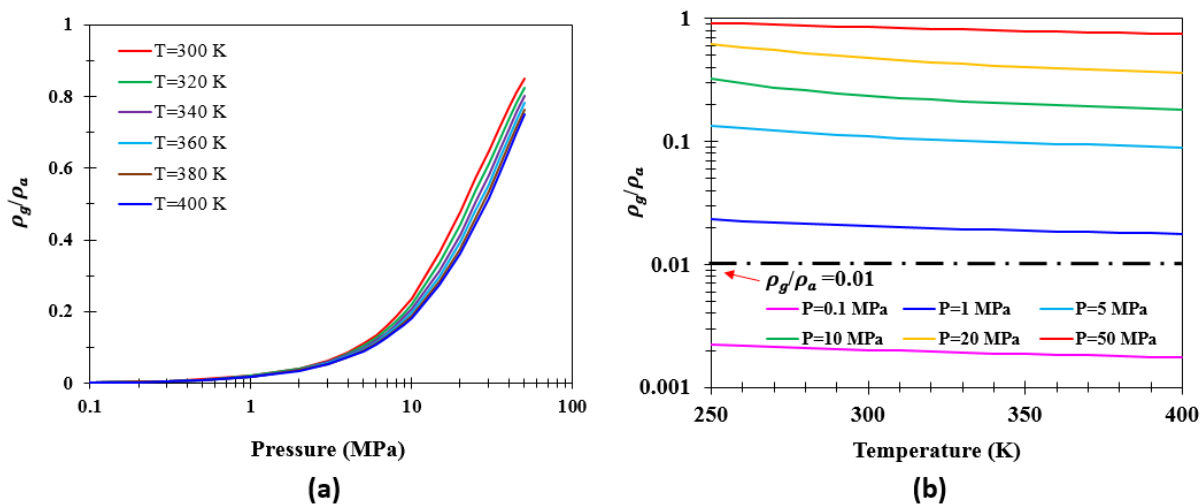 1
0.8
0.6
0.4
0.2
0
ρg/ρa
T=300 K
T=320 K
T=340 K
T=360 K
T=380 K
T=400 K
0.1 1 10 100
Pressure (MPa)
(a)
1
0.1
0.01
0.001
ρg/ρa
ρg/ρa =0.01
P=0.1 MPa P=1 MPa P=5 MPa
P=10 MPa P=20 MPa P=50 MPa
250 300 350 400
Temperature (K)
(b)